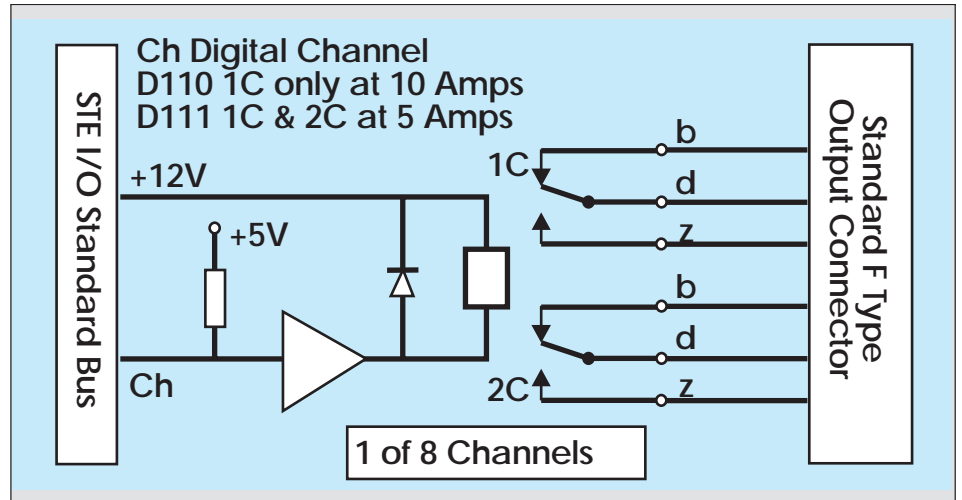 STE I/O Standard Bus
Ch Digital Channel
D110 1C only at 10 Amps
D111 1C & 2C at 5 Amps
+12V
+5V
Ch
1C
b
d
z
2C
b
d
z
1 of 8 Channels
Standard F Type
Output Connector